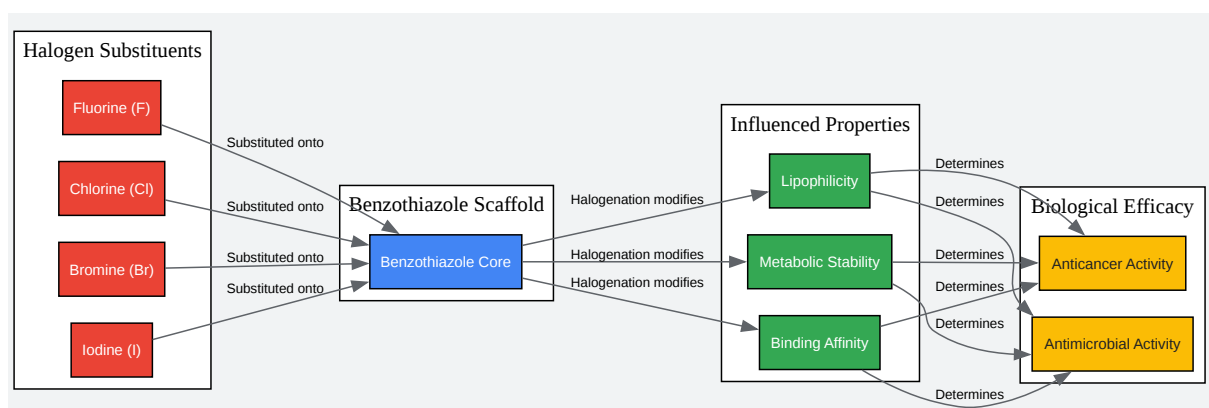 Halogen Substituents
Fluorine (F)
Chlorine (Cl)
Bromine (Br)
Iodine (I)
Substituted onto
Substituted onto
Substituted onto
Substituted onto
Benzothiazole Scaffold
Benzothiazole Core
Halogenation modifies
Halogenation modifies
Halogenation modifies
Influenced Properties
Lipophilicity
Metabolic Stability
Binding Affinity
Determines
Determines
Determines
Determines
Determines
Determines
Biological Efficacy
Anticancer Activity
Antimicrobial Activity